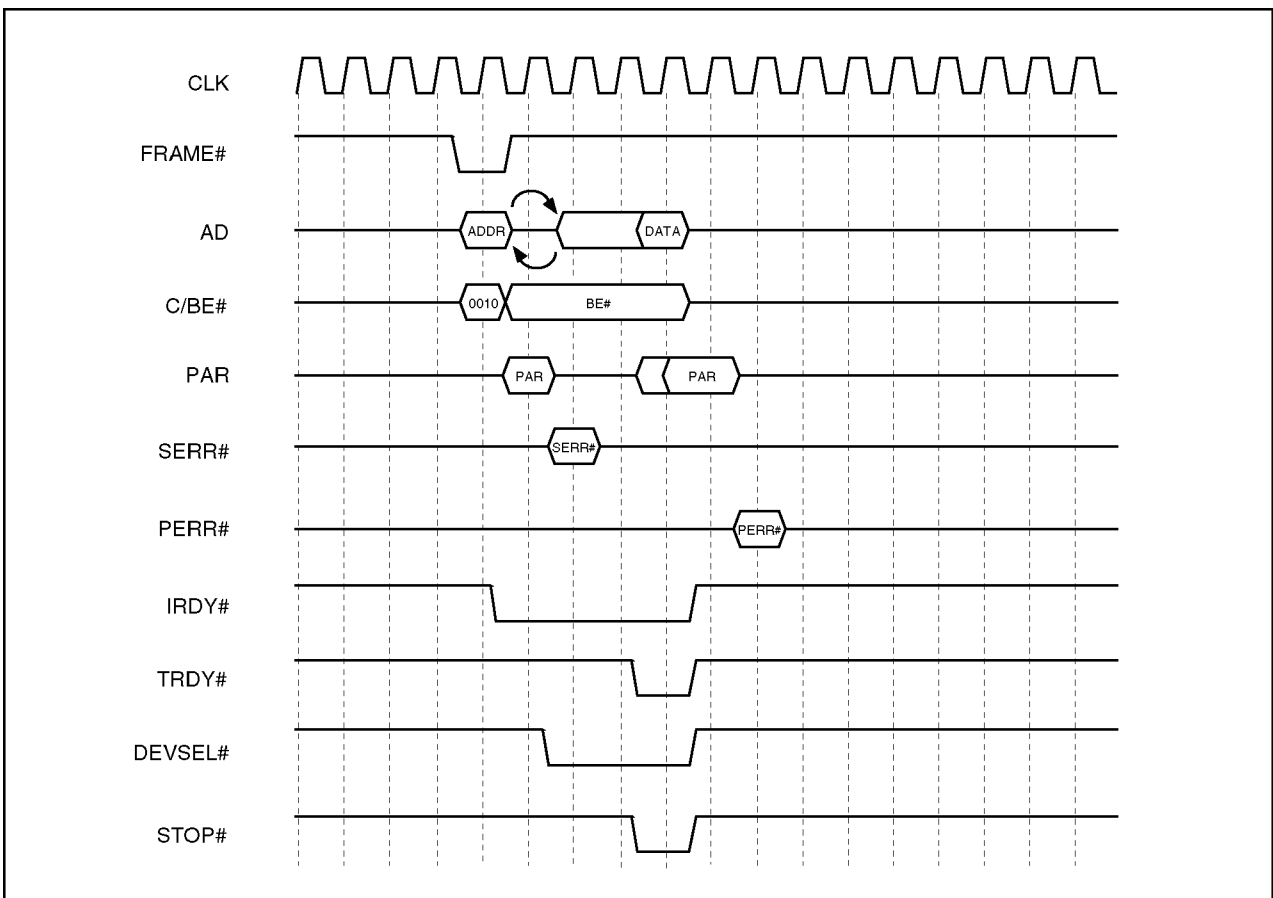 CLK
FRAME#
AD ADDR DATA
C/BE# 0010 BE#
PAR PAR PAR
SERR# SERR#
PERR# PERR#
IRDY#
TRDY#
DEVSEL#
STOP#